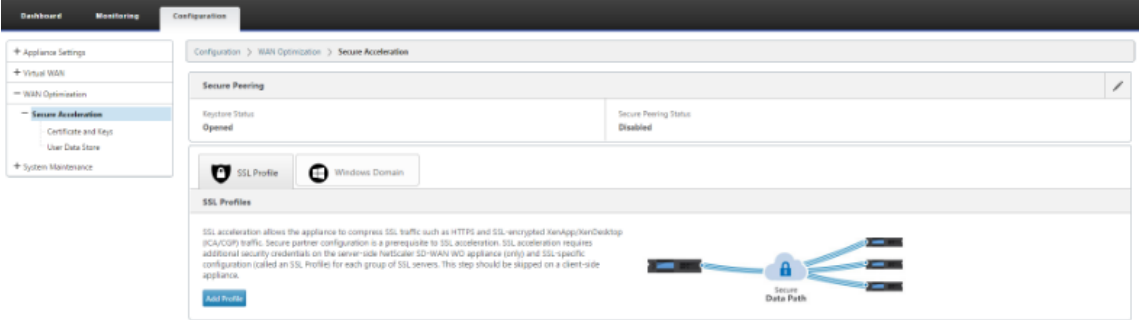 Dashboard Monitoring Configuration
+ Appliance Settings
+ Virtual WAN
− WAN Optimization
− Secure Acceleration
Certificate and Keys
User Data Store
+ System Maintenance
Configuration > WAN Optimization > Secure Acceleration
Secure Peering
Keystore Status
Opened
Secure Peering Status
Disabled
SSL Profile Windows Domain
SSL Profiles
SSL acceleration allows the appliance to compress SSL traffic such as HTTPS and SSL-encrypted XenApp/XenDesktop
(ICA/CGP) traffic. Secure partner configuration is a prerequisite to SSL acceleration. SSL acceleration requires
additional security credentials on the server-side NetScaler SD-WAN WO appliance (only) and SSL-specific
configuration (called an SSL Profile) for each group of SSL servers. This step should be skipped on a client-side
appliance.
Add Profile
Secure
Data Path